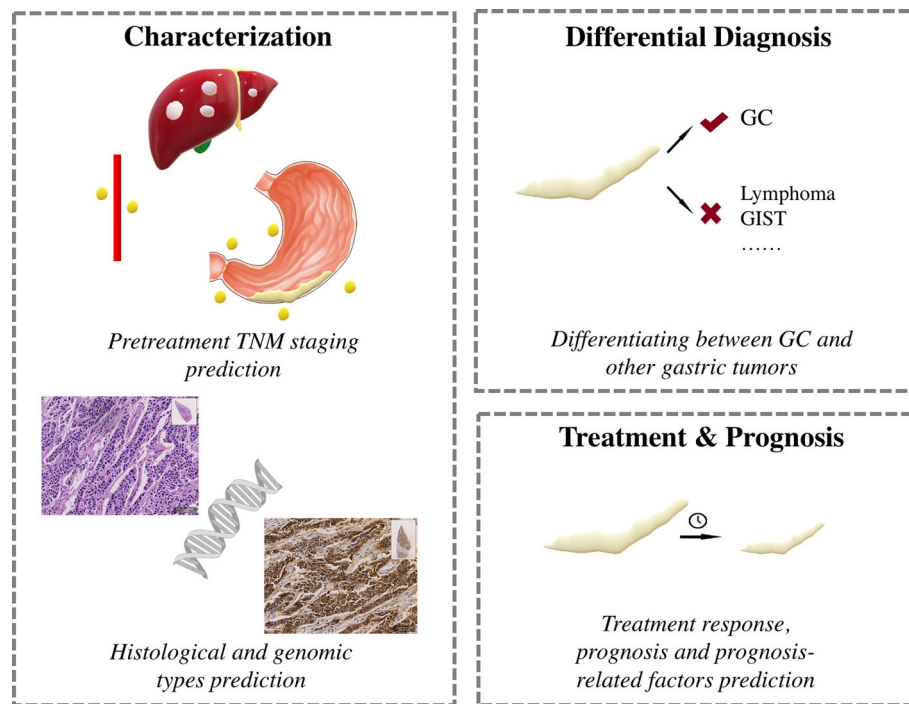 Characterization
Pretreatment TNM staging
prediction
Histological and genomic
types prediction
Differential Diagnosis
GC
Lymphoma
GIST
……
Differentiating between GC and
other gastric tumors
Treatment & Prognosis
Treatment response,
prognosis and prognosis-
related factors prediction